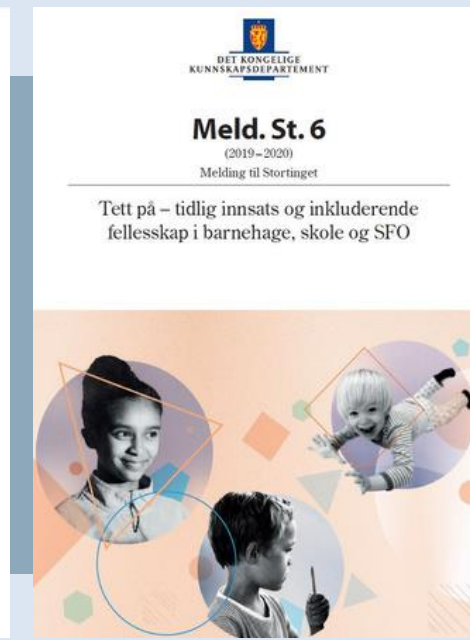 DET KONGELIGE
KUNNSKAPSDEPARTEMENT
Meld. St. 6
(2019–2020)
Melding til Stortinget
Tett på – tidlig innsats og inkluderende
fellesskap i barnehage, skole og SFO